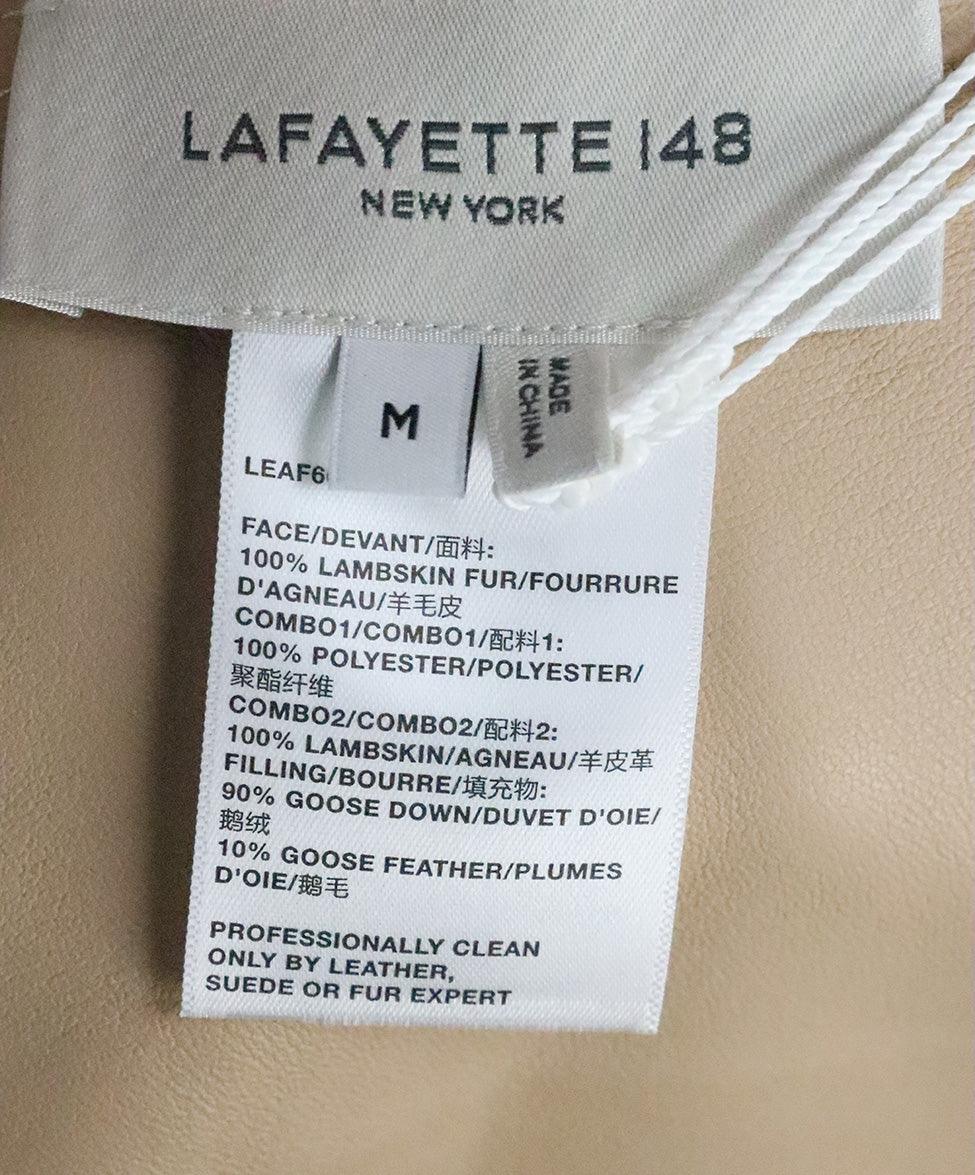 LAFAYETTE 148
NEW YORK
M
MADE
IN CHINA
FACE/DEVANT/面料:
100% LAMBSKIN FUR/FOURRURE
D'AGNEAU/羊毛皮
COMBO1/COMBO1/配料1:
100% POLYESTER/POLYESTER/
聚酯纤维
COMBO2/COMBO2/配料2:
100% LAMBSKIN/AGNEAU/羊皮革
FILLING/BOURRE/填充物:
90% GOOSE DOWN/DUVET D'OIE/
鹅绒
10% GOOSE FEATHER/PLUMES
D'OIE/鹅毛
PROFESSIONALLY CLEAN
ONLY BY LEATHER,
SUEDE OR FUR EXPERT